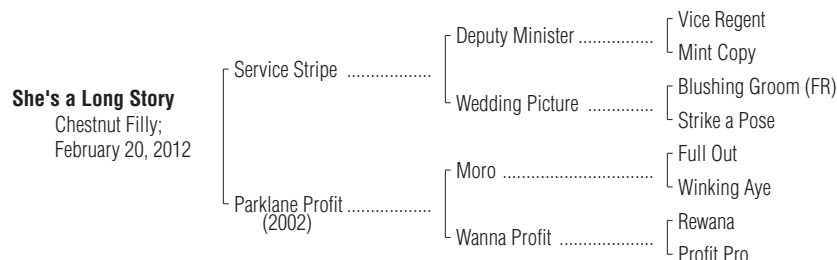 She's a Long Story
Chestnut Filly;
February 20, 2012
Service Stripe ......................
Parklane Profit ......................
(2002)
Deputy Minister ................
Wedding Picture ..............
Moro ................................
Wanna Profit ...................
Vice Regent
Mint Copy
Blushing Groom (FR)
Strike a Pose
Full Out
Winking Aye
Rewana
Profit Pro